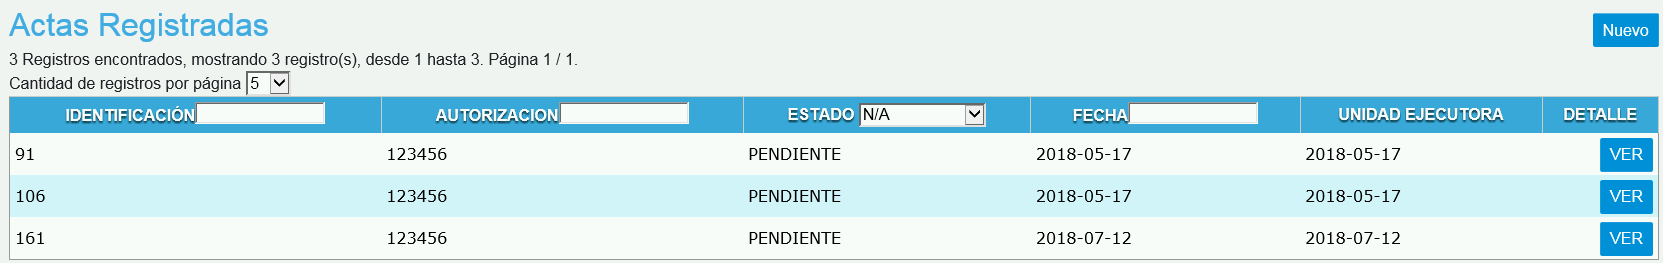 Actas Registradas
Nuevo
3 Registros encontrados, mostrando 3 registro(s), desde 1 hasta 3. Página 1 / 1.
Cantidad de registros por página 5
IDENTIFICACIÓN AUTORIZACION ESTADO N/A FECHA UNIDAD EJECUTORA DETALLE
91 123456 PENDIENTE 2018-05-17 2018-05-17 VER
106 123456 PENDIENTE 2018-05-17 2018-05-17 VER
161 123456 PENDIENTE 2018-07-12 2018-07-12 VER